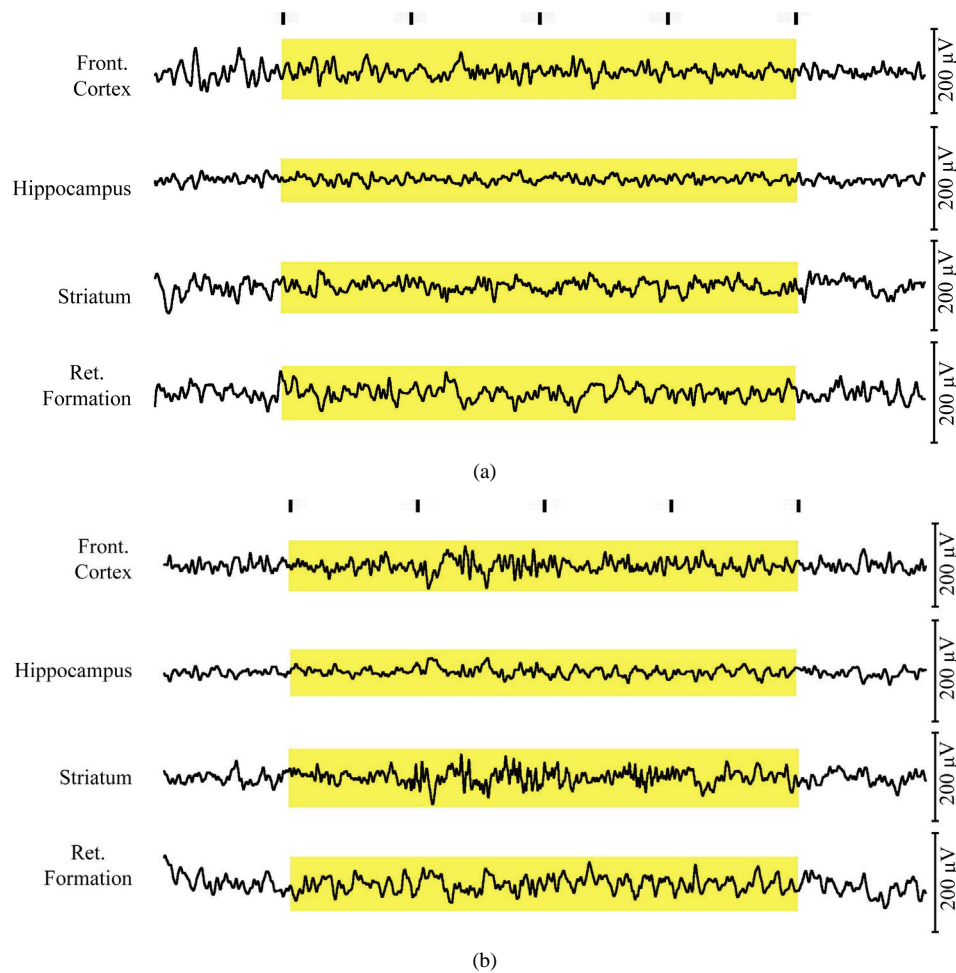 Front.
Cortex
200 μV
Hippocampus
200 μV
Striatum
200 μV
Ret.
Formation
200 μV
(a)
Front.
Cortex
200 μV
Hippocampus
200 μV
Striatum
200 μV
Ret.
Formation
200 μV
(b)